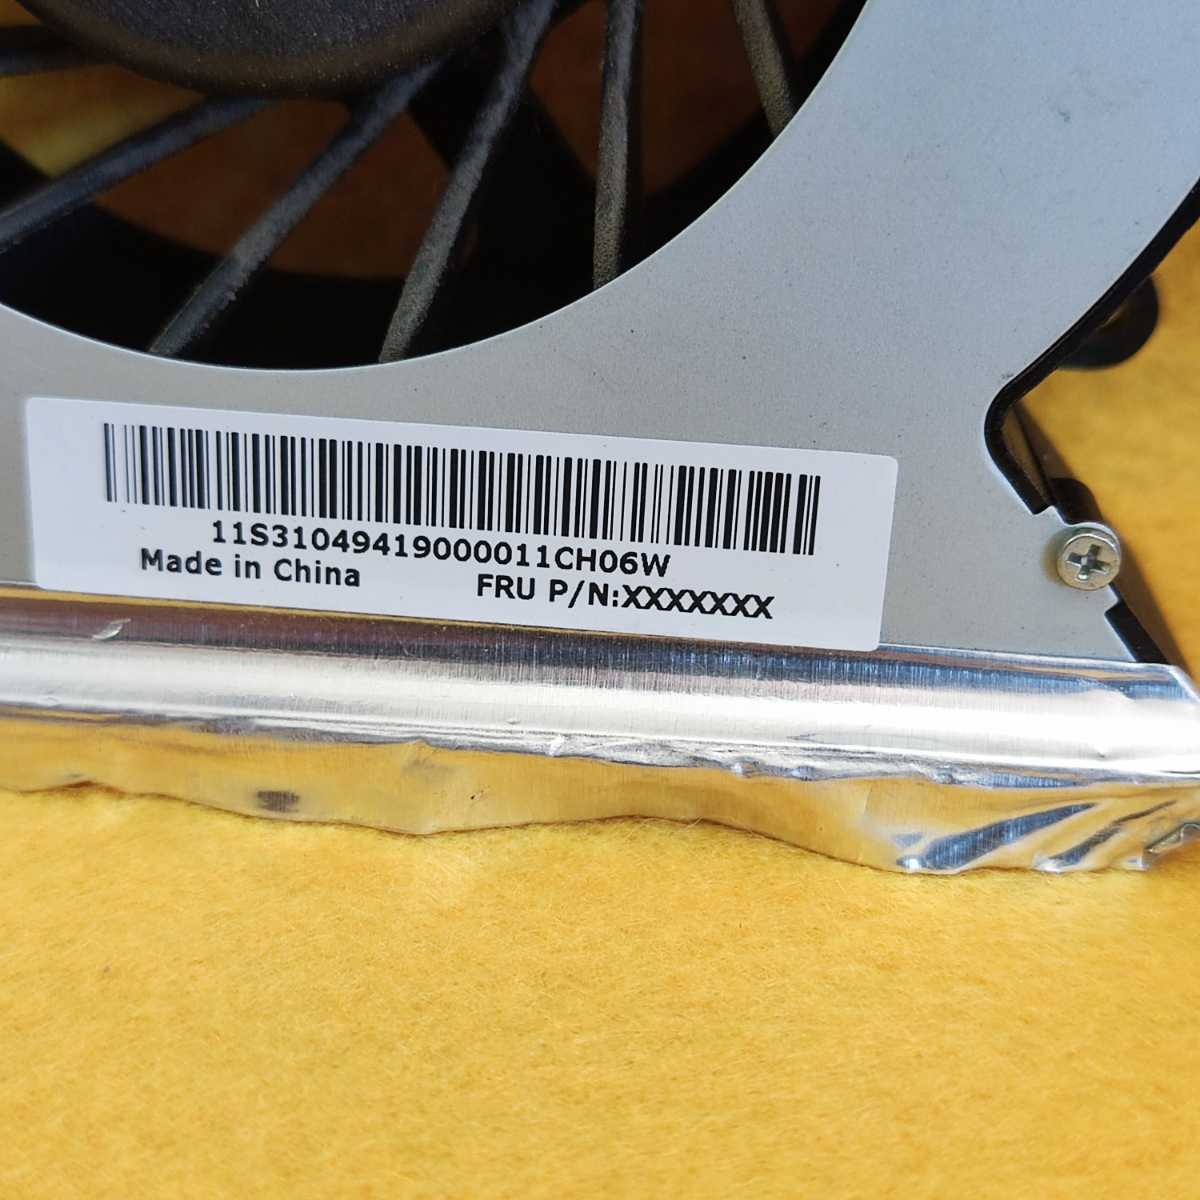 11S31049419000011CH06W
Made in China
FRU P/N:XXXXXXX